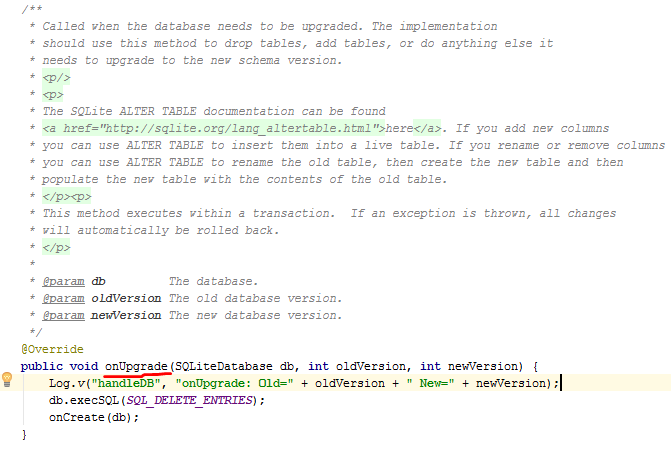 /**
* Called when the database needs to be upgraded. The implementation
* should use this method to drop tables, add tables, or do anything else it
* needs to upgrade to the new schema version.
* <p/>
* <p>
* The SQLite ALTER TABLE documentation can be found
* <a href="http://sqlite.org/lang_altertable.html">here</a>. If you add new columns
* you can use ALTER TABLE to insert them into a live table. If you rename or remove columns
* you can use ALTER TABLE to rename the old table, then create the new table and then
* populate the new table with the contents of the old table.
* </p><p>
* This method executes within a transaction.  If an exception is thrown, all changes
* will automatically be rolled back.
* </p>
*
* @param db         The database.
* @param oldVersion The old database version.
* @param newVersion The new database version.
*/
@Override
public void onUpgrade(SQLiteDatabase db, int oldVersion, int newVersion) {
    Log.v("handleDB", "onUpgrade: Old=" + oldVersion + " New=" + newVersion);
    db.execSQL(SQL_DELETE_ENTRIES);
    onCreate(db);
}